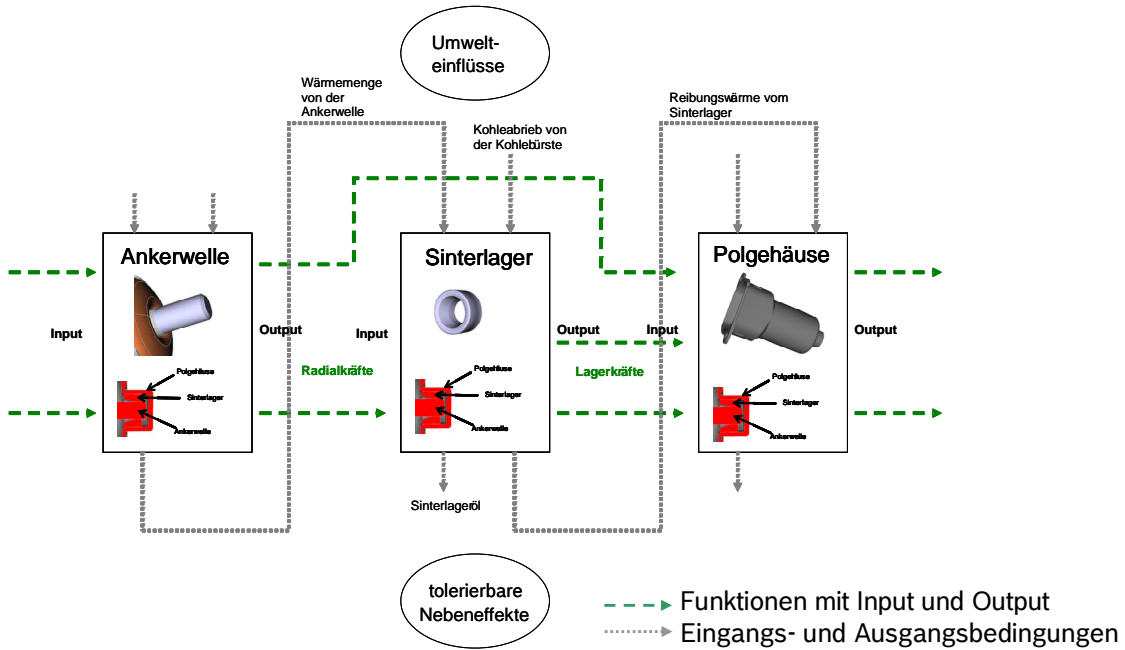 Umwelt-
einflüsse
Wärmemenge
von der
Ankerwelle
Kohleabrieb von
der Kohlebürste
Reibungswärme vom
Sinterlager
Ankerwelle
Sinterlager
Polgehäuse
Input
Output
Input
Output
Input
Output
Radialkräfte
Lagerkräfte
Polgehäuse
Sinterlager
Ankerwelle
Polgehäuse
Sinterlager
Ankerwelle
Polgehäuse
Sinterlager
Ankerwelle
Sinterlageröl
tolerierbare
Nebeneffekte
Funktionen mit Input und Output
Eingangs- und Ausgangsbedingungen